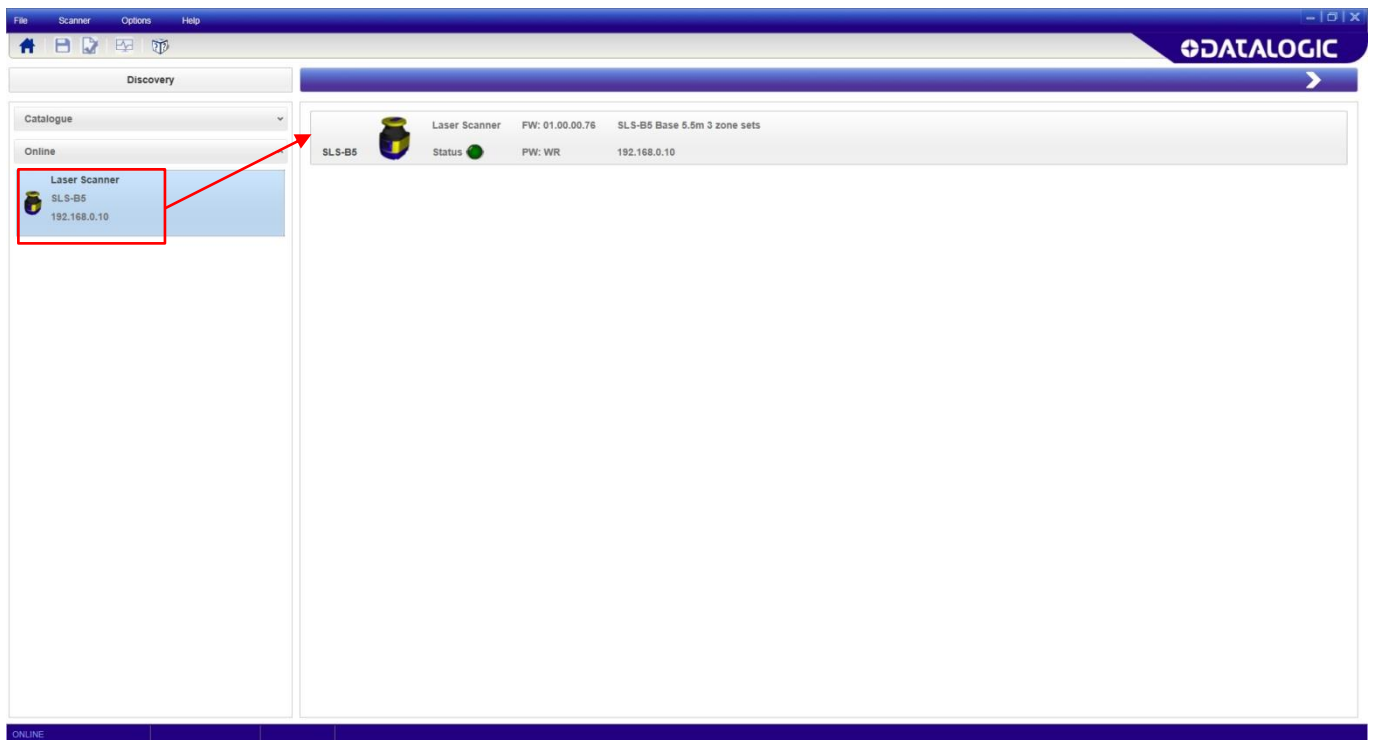 File Scanner Options Help
DATALOGIC
Discovery
Catalogue
Online
Laser Scanner
SLS-B5
192.168.0.10
Laser Scanner FW: 01.00.00.76 SLS-B5 Base 5.5m 3 zone sets
SLS-B5 Status PW: WR 192.168.0.10
ONLINE